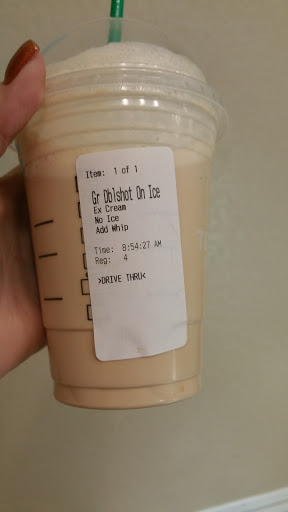 Item: 1 of 1
Gr Dblshot On Ice
Ex Cream
No Ice
Add Whip
Time: 8:54:27 AM
Reg: 4
>DRIVE THRU<